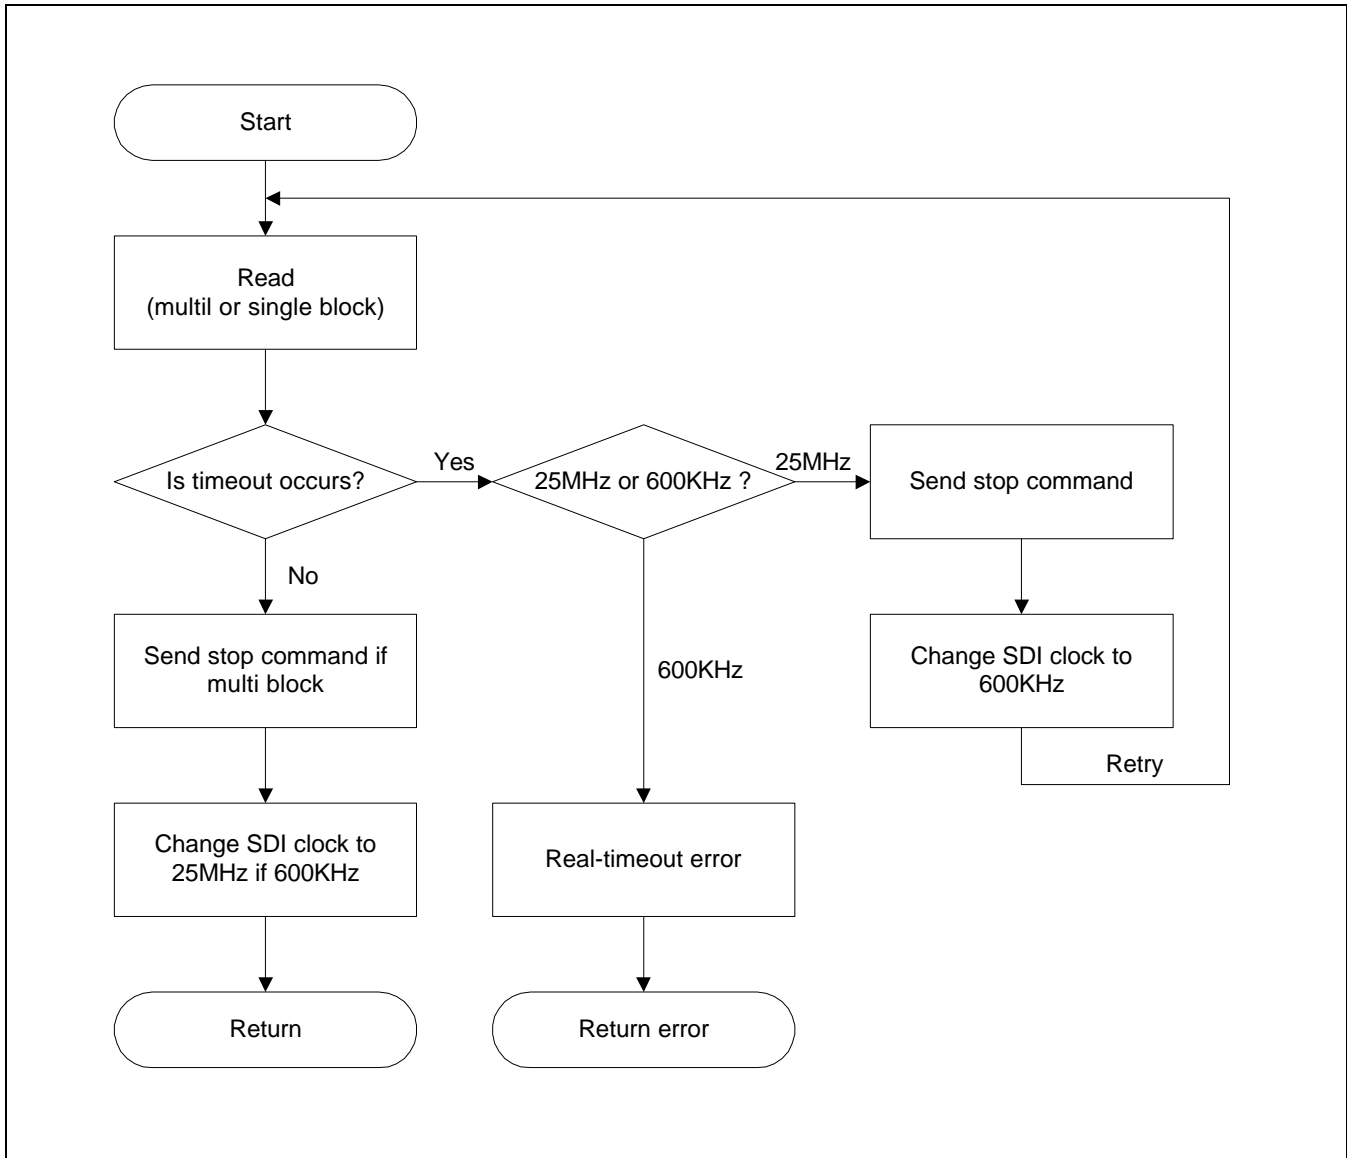 Start
Read
(multil or single block)
Is timeout occurs?
Yes
25MHz or 600KHz ?
25MHz
Send stop command
No
Send stop command if
multi block
600KHz
Change SDI clock to
600KHz
Retry
Change SDI clock to
25MHz if 600KHz
Real-timeout error
Return
Return error